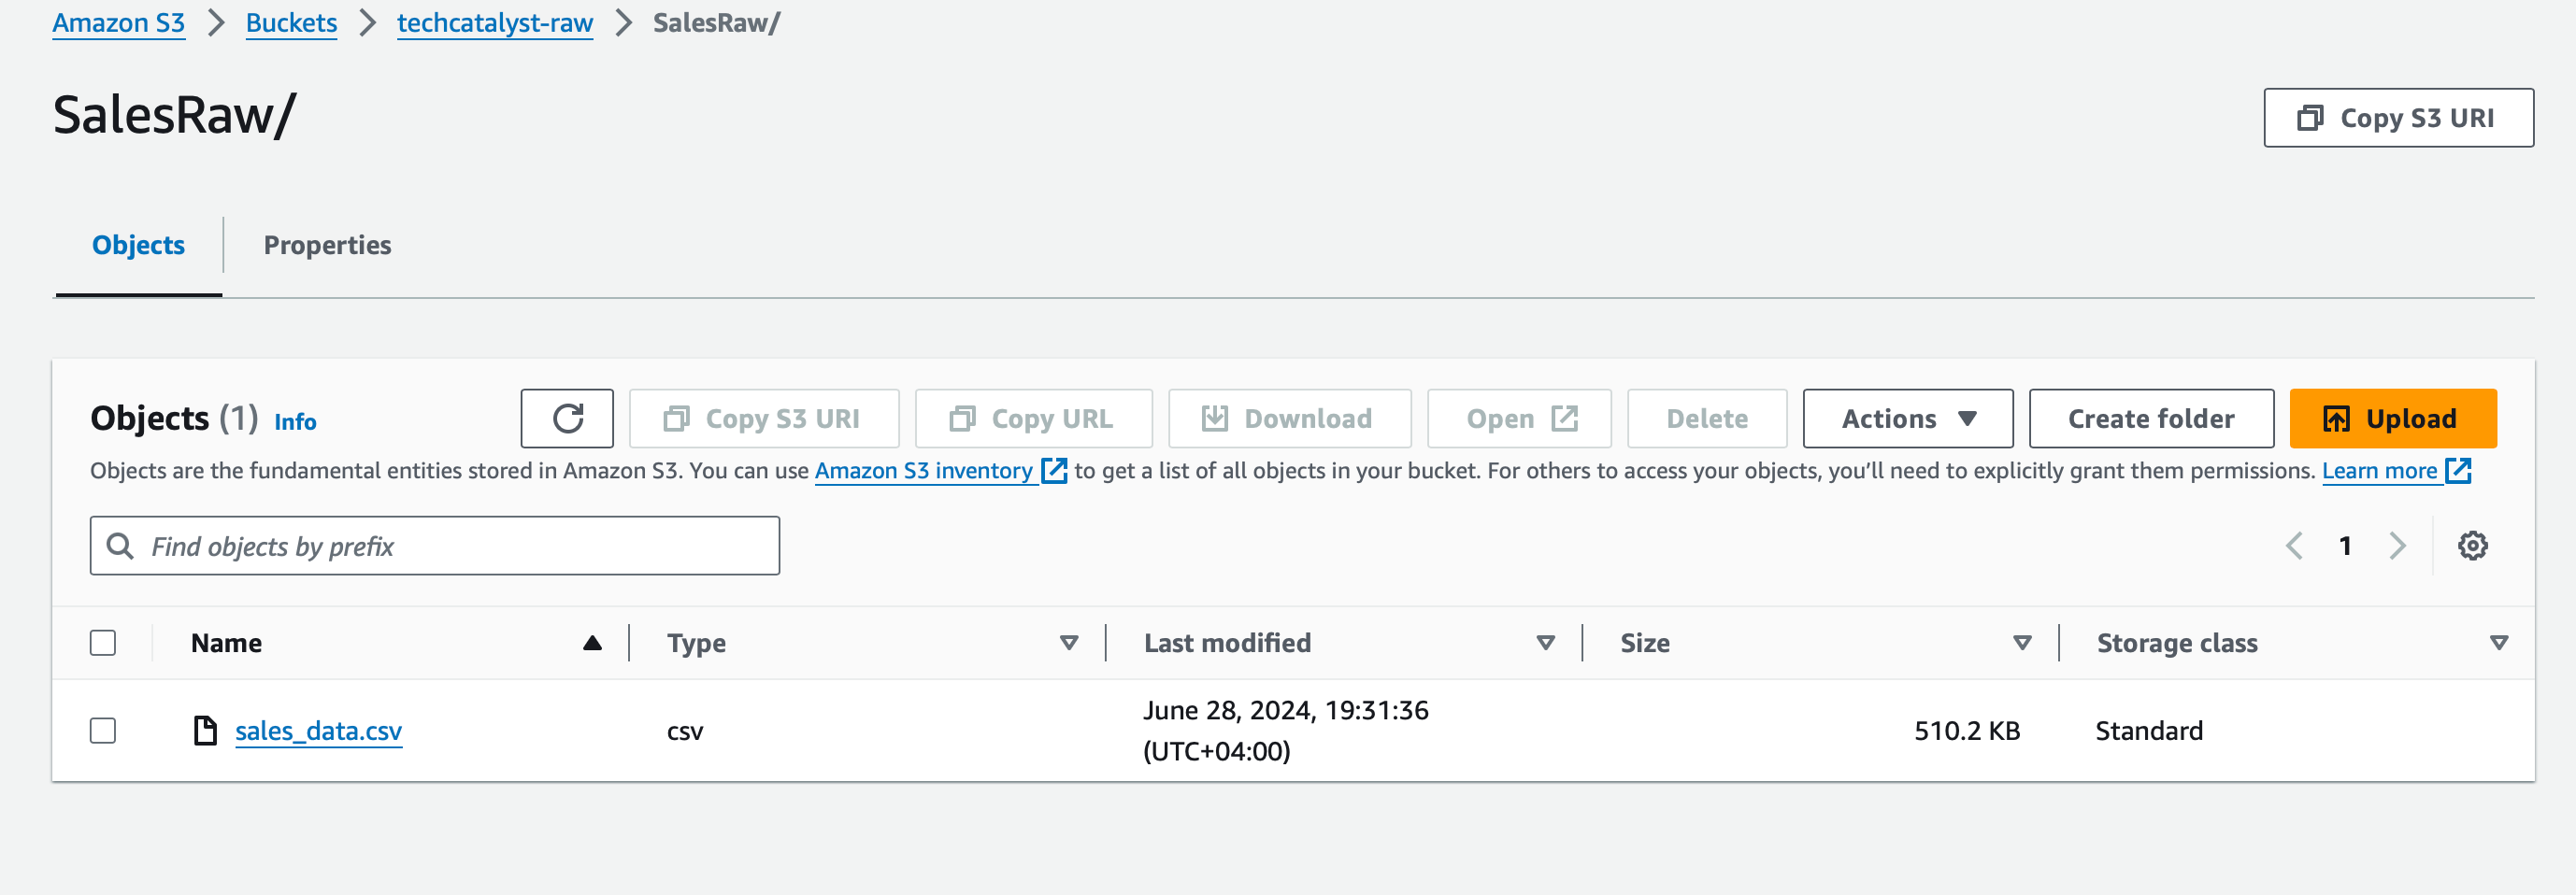 Amazon S3 > Buckets > techcatalyst-raw > SalesRaw/
SalesRaw/
Copy S3 URI
Objects Properties
Objects (1) Info Copy S3 URI Copy URL Download Open Delete Actions Create folder Upload
Objects are the fundamental entities stored in Amazon S3. You can use Amazon S3 inventory to get a list of all objects in your bucket. For others to access your objects, you’ll need to explicitly grant them permissions. Learn more
Find objects by prefix 1
Name Type Last modified Size Storage class
sales_data.csv csv June 28, 2024, 19:31:36 (UTC+04:00) 510.2 KB Standard